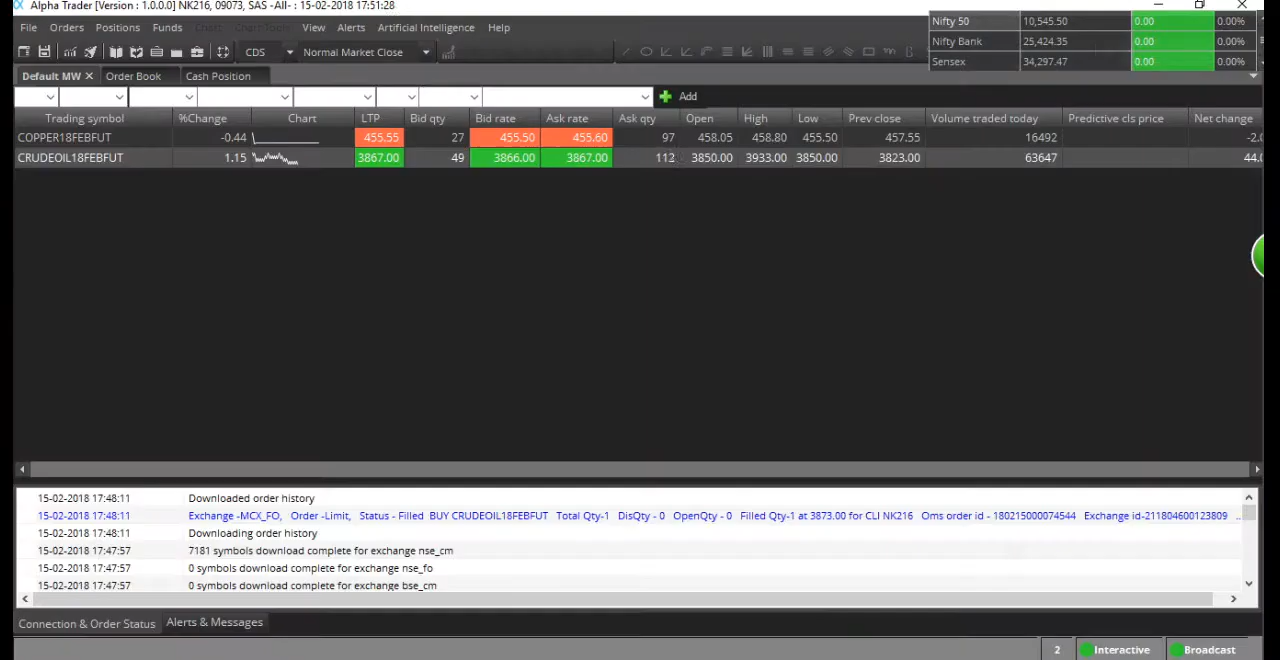 Alpha Trader [Version : 1.0.0.0] NK216, 09073, SAS -All- : 15-02-2018 17:51:28
File Orders Positions Funds Chart Chart Tools View Alerts Artificial Intelligence Help
Nifty 50 10,545.50 0.00 0.00%
CDS Normal Market Close
Nifty Bank 25,424.35 0.00 0.00%
Sensex 34,297.47 0.00 0.00%
Default MW Order Book Cash Position
Add
Trading symbol %Change Chart LTP Bid qty Bid rate Ask rate Ask qty Open High Low Prev close Volume traded today Predictive cls price Net change
COPPER18FEBFUT -0.44 455.55 27 455.50 455.60 97 458.05 458.80 455.50 457.55 16492 -2.0
CRUDEOIL18FEBFUT 1.15 3867.00 49 3866.00 3867.00 112 3850.00 3933.00 3850.00 3823.00 63647 44.0
15-02-2018 17:48:11 Downloaded order history
15-02-2018 17:48:11 Exchange -MCX_FO, Order -Limit, Status - Filled BUY CRUDEOIL18FEBFUT Total Qty-1 DisQty - 0 OpenQty - 0 Filled Qty-1 at 3873.00 for CLI NK216 Oms order id - 180215000074544 Exchange id-211804600123809 ...
15-02-2018 17:48:11 Downloading order history
15-02-2018 17:47:57 7181 symbols download complete for exchange nse_cm
15-02-2018 17:47:57 0 symbols download complete for exchange nse_fo
15-02-2018 17:47:57 0 symbols download complete for exchange bse_cm
Connection & Order Status Alerts & Messages
2 Interactive Broadcast